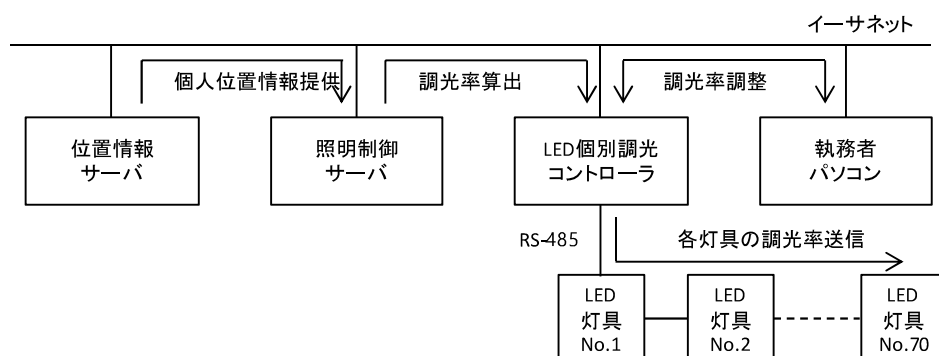 イーサネット
個人位置情報提供
調光率算出
調光率調整
位置情報
サーバ
照明制御
サーバ
LED個別調光
コントローラ
執務者
パソコン
RS-485
各灯具の調光率送信
LED
灯具
No.1
LED
灯具
No.2
LED
灯具
No.70